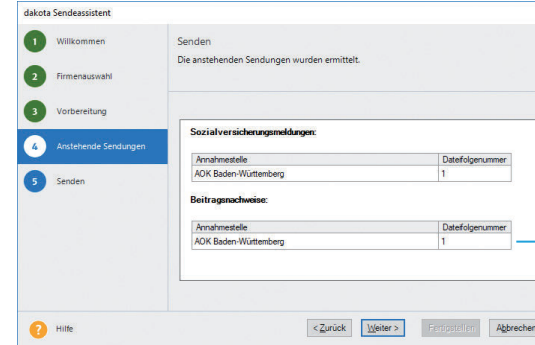 dakota Sendeassistent
1 Willkommen
2 Firmenauswahl
3 Vorbereitung
4 Anstehende Sendungen
5 Senden
Senden
Die anstehenden Sendungen wurden ermittelt.
Sozialversicherungsmeldungen:
Annahmestelle Dateifolgenummer
AOK Baden-Württemberg 1
Beitragsnachweise:
Annahmestelle Dateifolgenummer
AOK Baden-Württemberg 1
? Hilfe
< Zurück Weiter > Fertigstellen Abbrechen